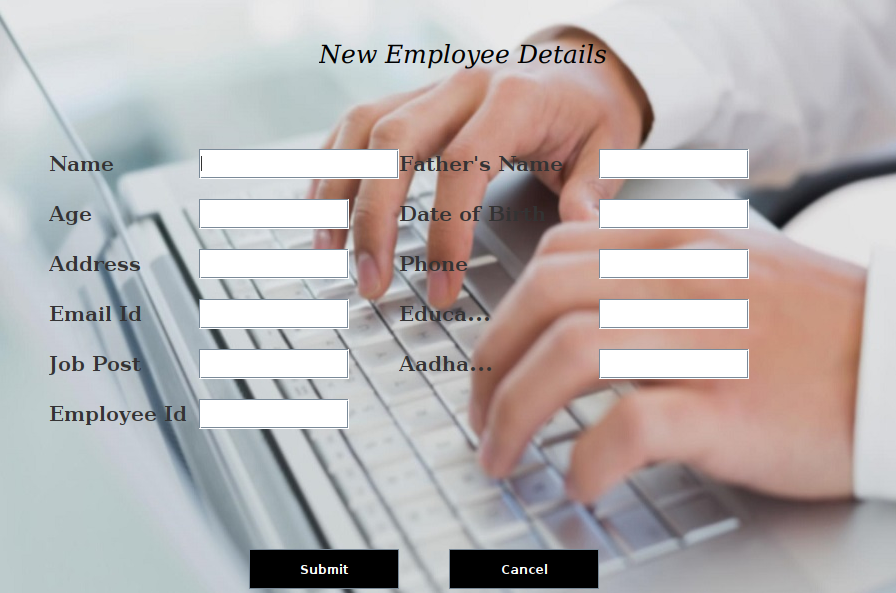 New Employee Details
Name Father's Name
Age Date of Birth
Address Phone
Email Id Educa...
Job Post Aadha...
Employee Id
Submit Cancel